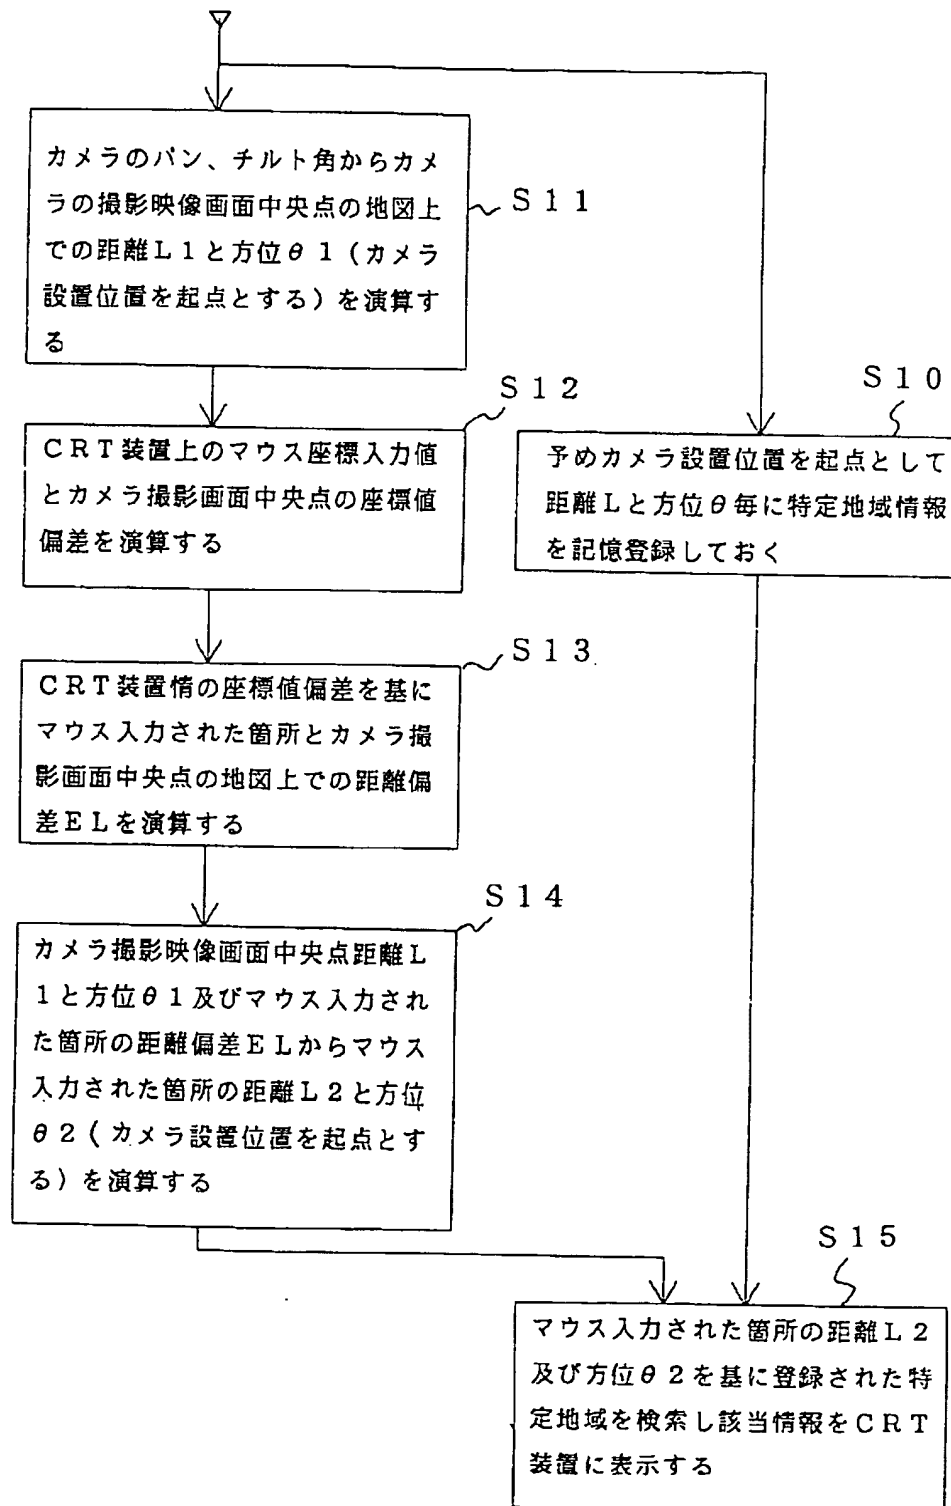 カメラのパン、チルト角からカメ
ラの撮影映像画面中央点の地図上
での距離L1と方位θ1(カメラ
設置位置を起点とする)を演算す
る
S11
S12
CRT装置上のマウス座標入力値
とカメラ撮影画面中央点の座標値
偏差を演算する
S10
予めカメラ設置位置を起点として
距離Lと方位θ毎に特定地域情報
を記憶登録しておく
S13
CRT装置情の座標値偏差を基に
マウス入力された箇所とカメラ撮
影画面中央点の地図上での距離偏
差ELを演算する
S14
カメラ撮影映像画面中央点距離L
1と方位θ1及びマウス入力され
た箇所の距離偏差ELからマウス
入力された箇所の距離L2と方位
θ2(カメラ設置位置を起点とす
る)を演算する
S15
マウス入力された箇所の距離L2
及び方位θ2を基に登録された特
定地域を検索し該当情報をCRT
装置に表示する